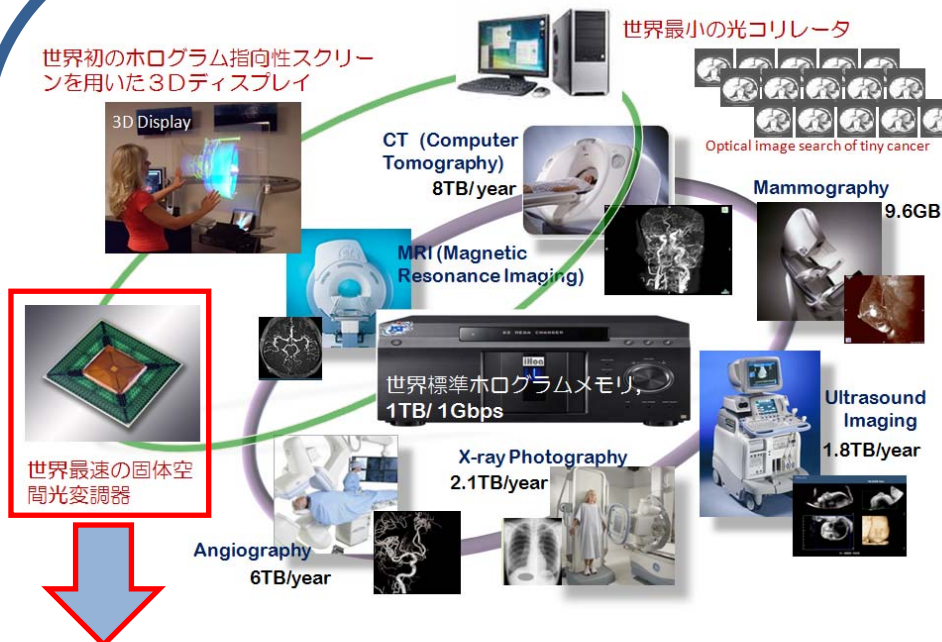 世界初のホログラム指向性スクリー
ンを用いた３Dディスプレイ
3D Display
世界最小の光コリレータ
Optical image search of tiny cancer
CT (Computer
Tomography)
8TB/year
Mammography
9.6GB
MRI (Magnetic
Resonance Imaging)
世界標準ホログラムメモリ,
1TB/ 1Gbps
Ultrasound
Imaging
1.8TB/year
世界最速の固体空
間光変調器
X-ray Photography
2.1TB/year
Angiography
6TB/year